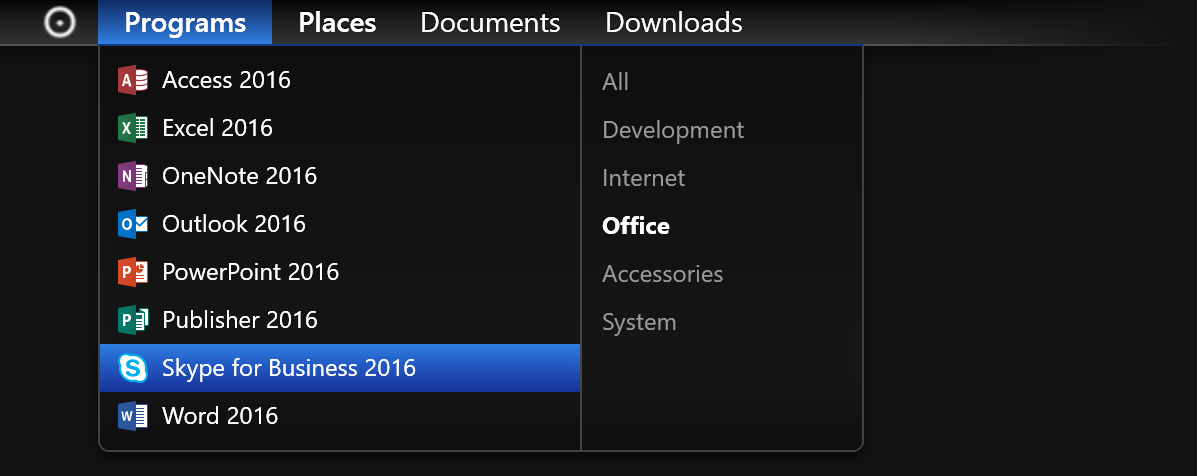 Programs Places Documents Downloads
Access 2016
Excel 2016
OneNote 2016
Outlook 2016
PowerPoint 2016
Publisher 2016
Skype for Business 2016
Word 2016
All
Development
Internet
Office
Accessories
System